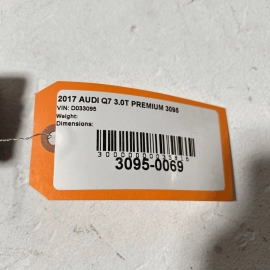 2017 AUDI Q7 3.0T PREMIUM 3095
VIN: D033095
Weight:
Dimensions:
3095-0069